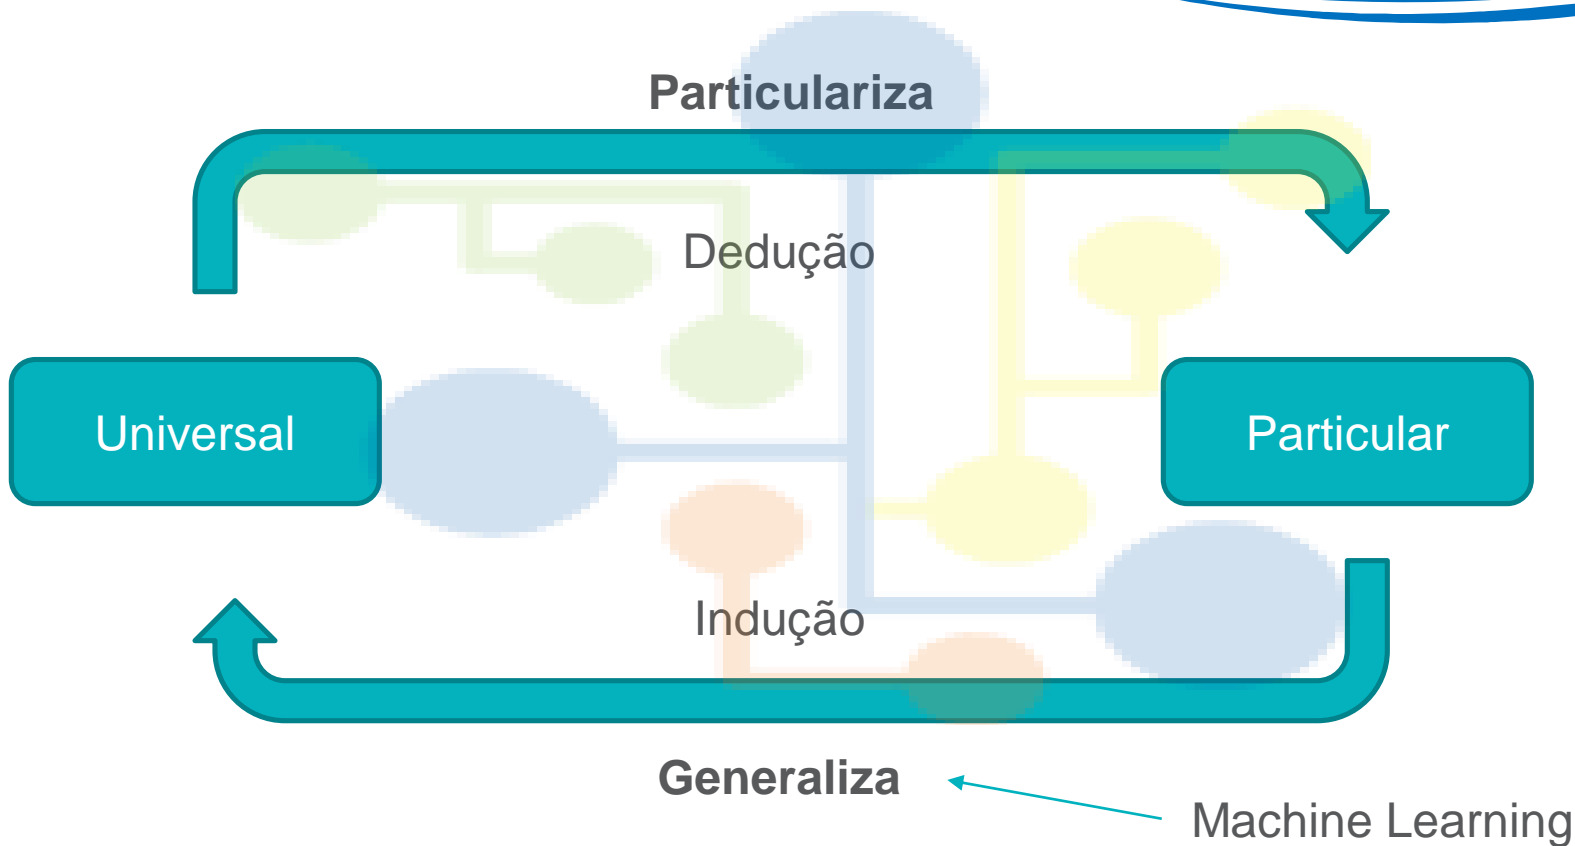 Particulariza
Dedução
Universal
Particular
Indução
Generaliza
Machine Learning